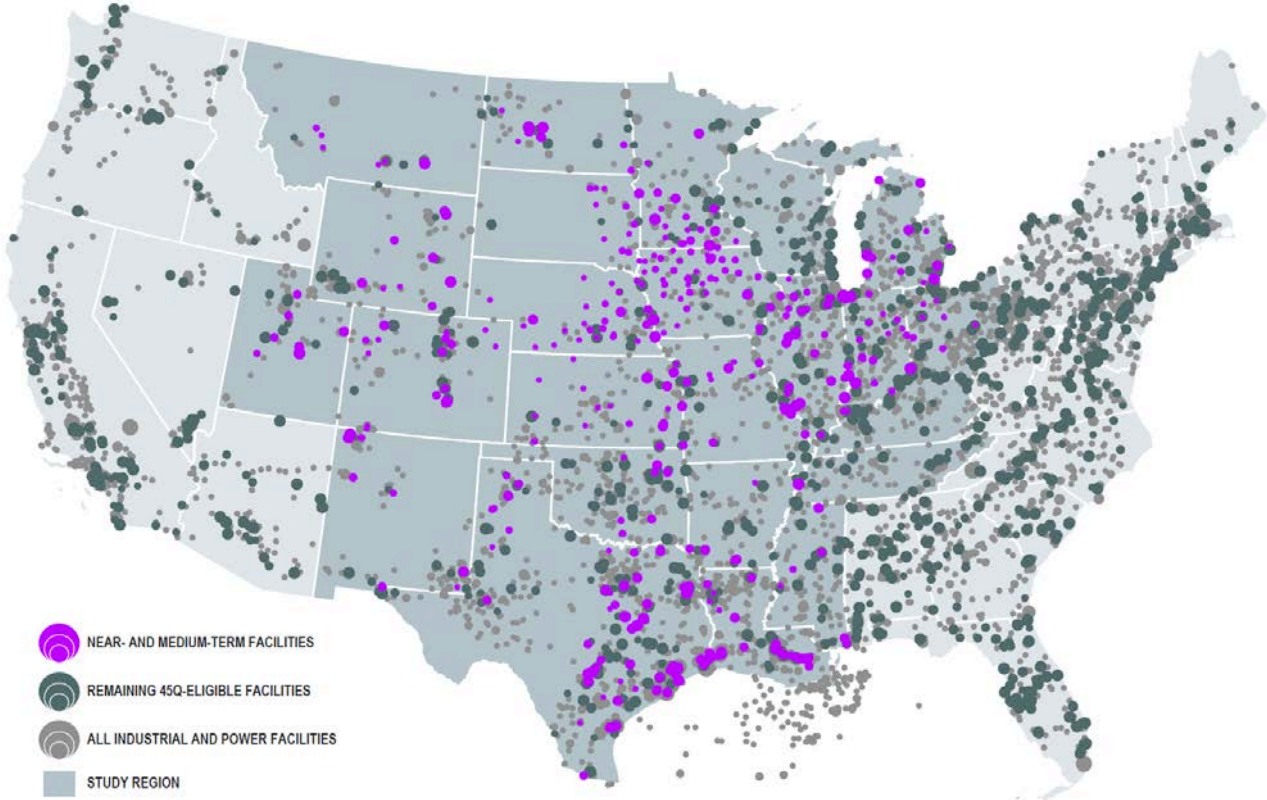 NEAR- AND MEDIUM-TERM FACILITIES
REMAINING 45Q-ELIGIBLE FACILITIES
ALL INDUSTRIAL AND POWER FACILITIES
STUDY REGION